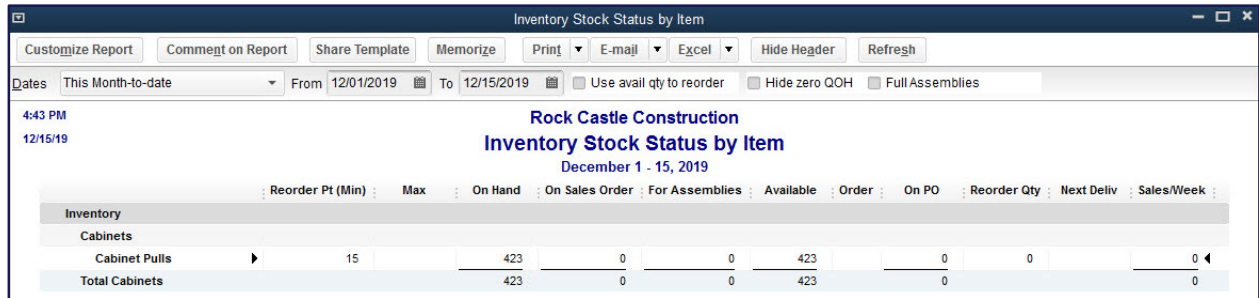 Inventory Stock Status by Item
Customize Report Comment on Report Share Template Memorize Print E-mail Excel Hide Header Refresh
Dates This Month-to-date From 12/01/2019 To 12/15/2019 Use avail qty to reorder Hide zero QOH Full Assemblies
4:43 PM Rock Castle Construction
12/15/19 Inventory Stock Status by Item
December 1 - 15, 2019
Reorder Pt (Min) Max On Hand On Sales Order For Assemblies Available Order On PO Reorder Qty Next Deliv Sales/Week
Inventory
Cabinets
Cabinet Pulls 15 423 0 0 423 0 0 0
Total Cabinets 423 0 0 423 0 0